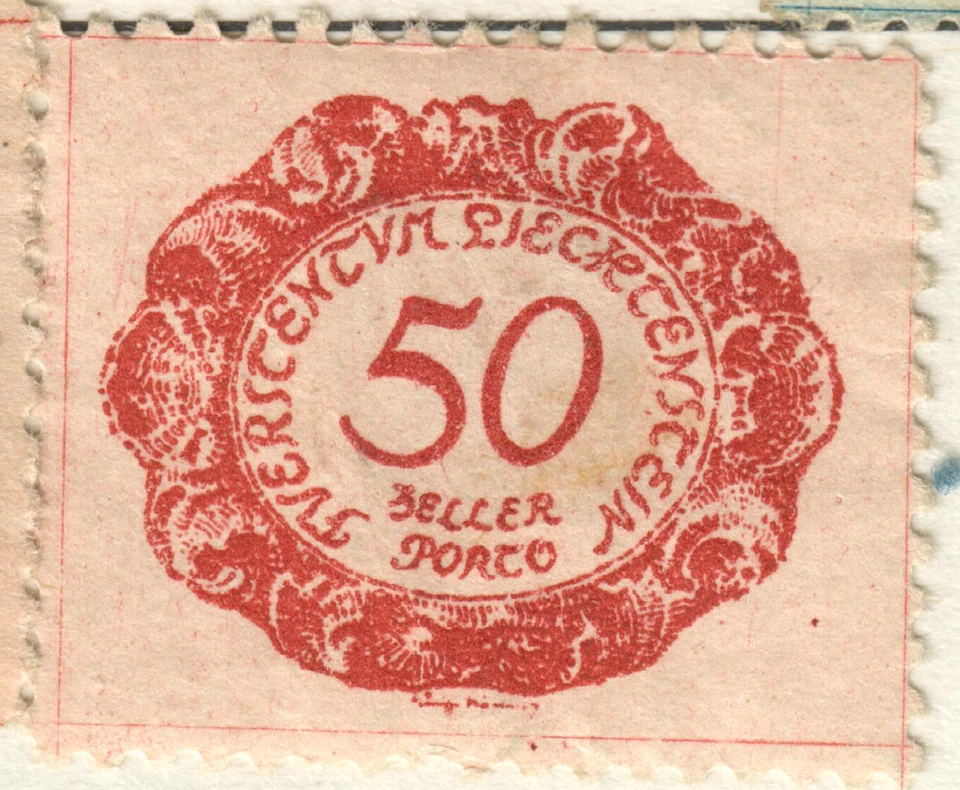 FVERSTENTVM LIECHTENSTEIN
50
HELLER
PORTO